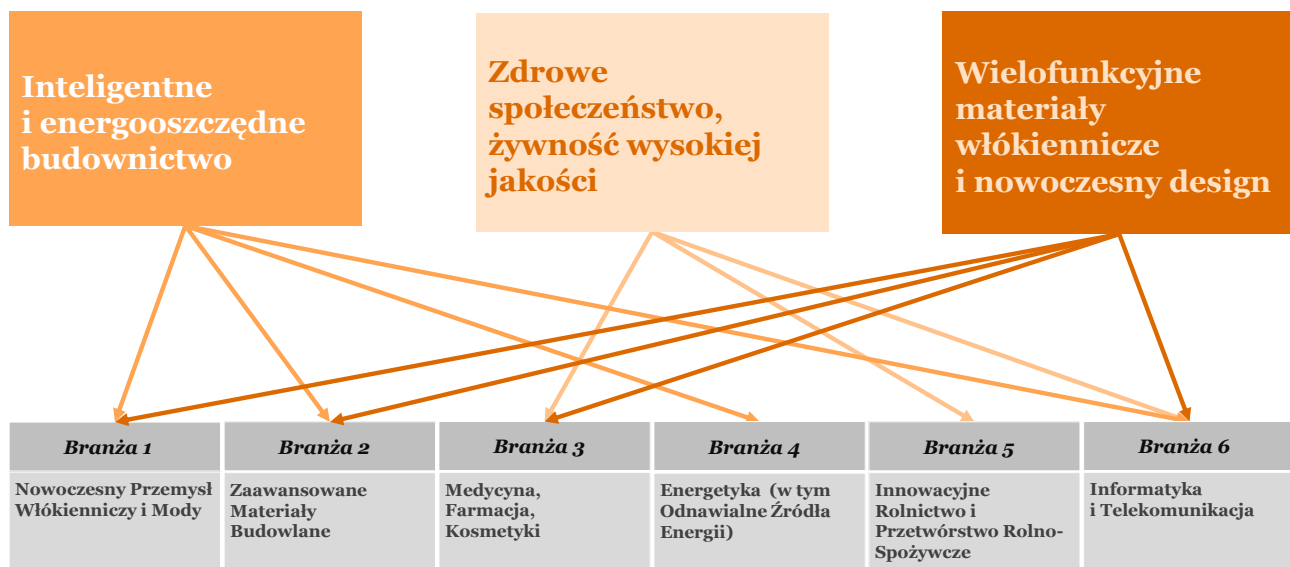 Inteligentne
i energooszczędne
budownictwo
Zdrowe
społeczeństwo,
żywność wysokiej
jakości
Wielofunkcyjne
materiały
włókiennicze
i nowoczesny design
Branża 1
Branża 2
Branża 3
Branża 4
Branża 5
Branża 6
Nowoczesny Przemysł
Włókienniczy i Mody
Zaawansowane
Materiały
Budowlane
Medycyna,
Farmacja,
Kosmetyki
Energetyka (w tym
Odnawialne Źródła
Energii)
Innowacyjne
Rolnictwo i
Przetwórstwo Rolno-
Spożywcze
Informatyka
i Telekomunikacja